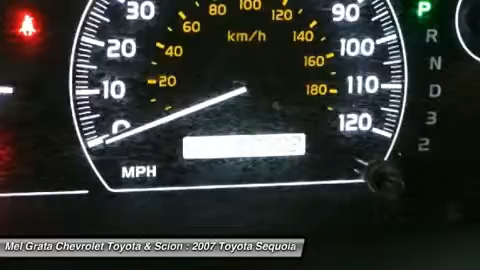 80 100 120
60 140
km/h
40 160
20 180
30 90
20 100
10 110
0 120
MPH
P
R
N
D
3
2
Mel Grata Chevrolet Toyota & Scion : 2007 Toyota Sequoia